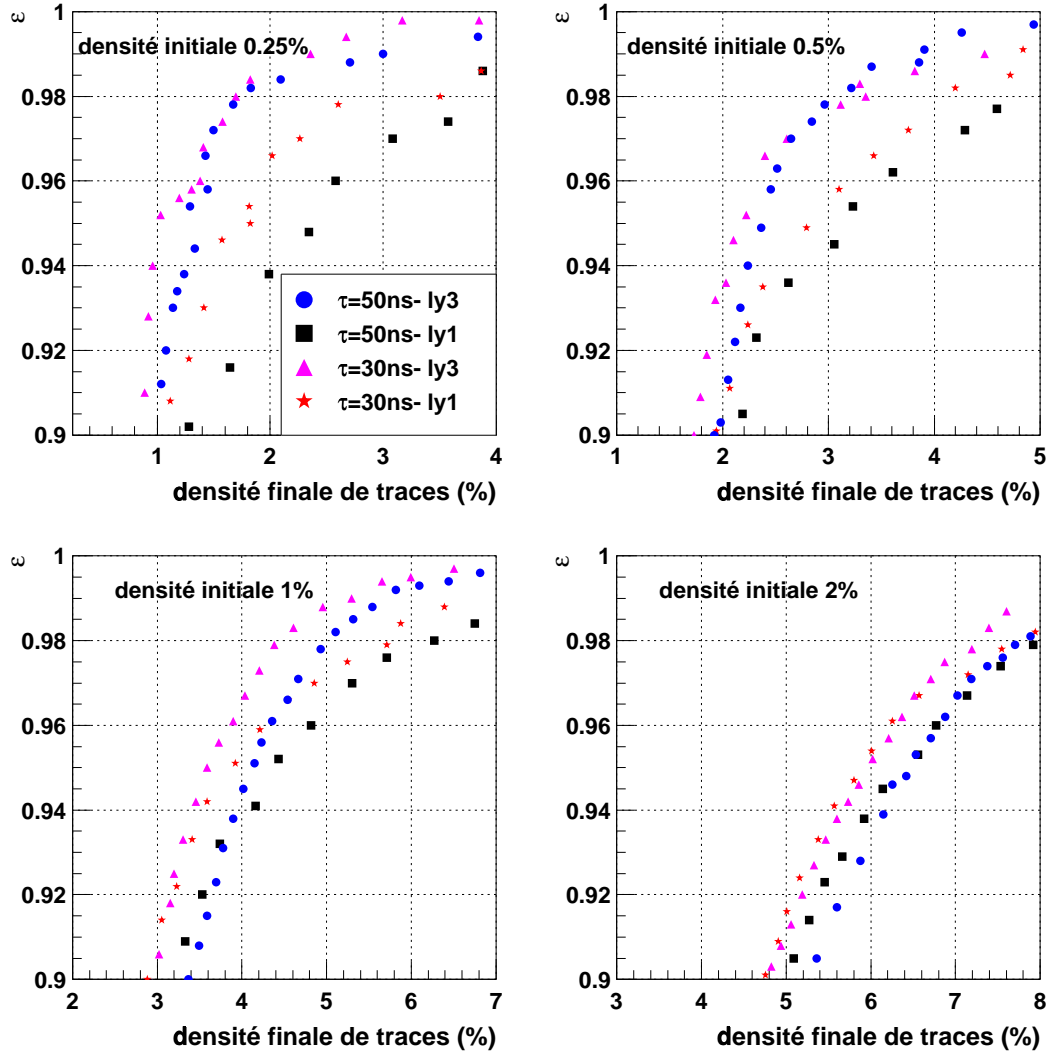 ε
densité initiale 0.25%
1
0.98
0.96
0.94
0.92
0.9
τ=50ns- ly3
τ=50ns- ly1
τ=30ns- ly3
τ=30ns- ly1
1 2 3 4
densité finale de traces (%)
ε
densité initiale 0.5%
1
0.98
0.96
0.94
0.92
0.9
1 2 3 4 5
densité finale de traces (%)
ε
densité initiale 1%
1
0.98
0.96
0.94
0.92
0.9
2 3 4 5 6 7
densité finale de traces (%)
ε
densité initiale 2%
1
0.98
0.96
0.94
0.92
0.9
3 4 5 6 7 8
densité finale de traces (%)